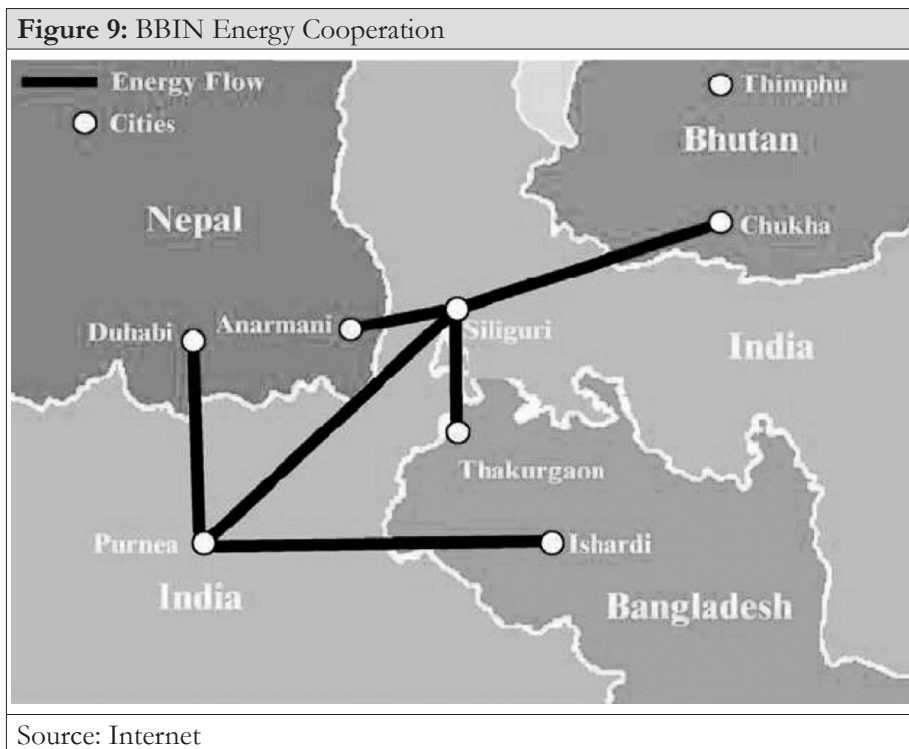 Figure 9: BBIN Energy Cooperation
Energy Flow
Cities
Thimphu
Bhutan
Nepal
Chukha
Duhabi
Anarmani
Siliguri
India
Thakurgaon
Purnea
Ishardi
India
Bangladesh
Source: Internet